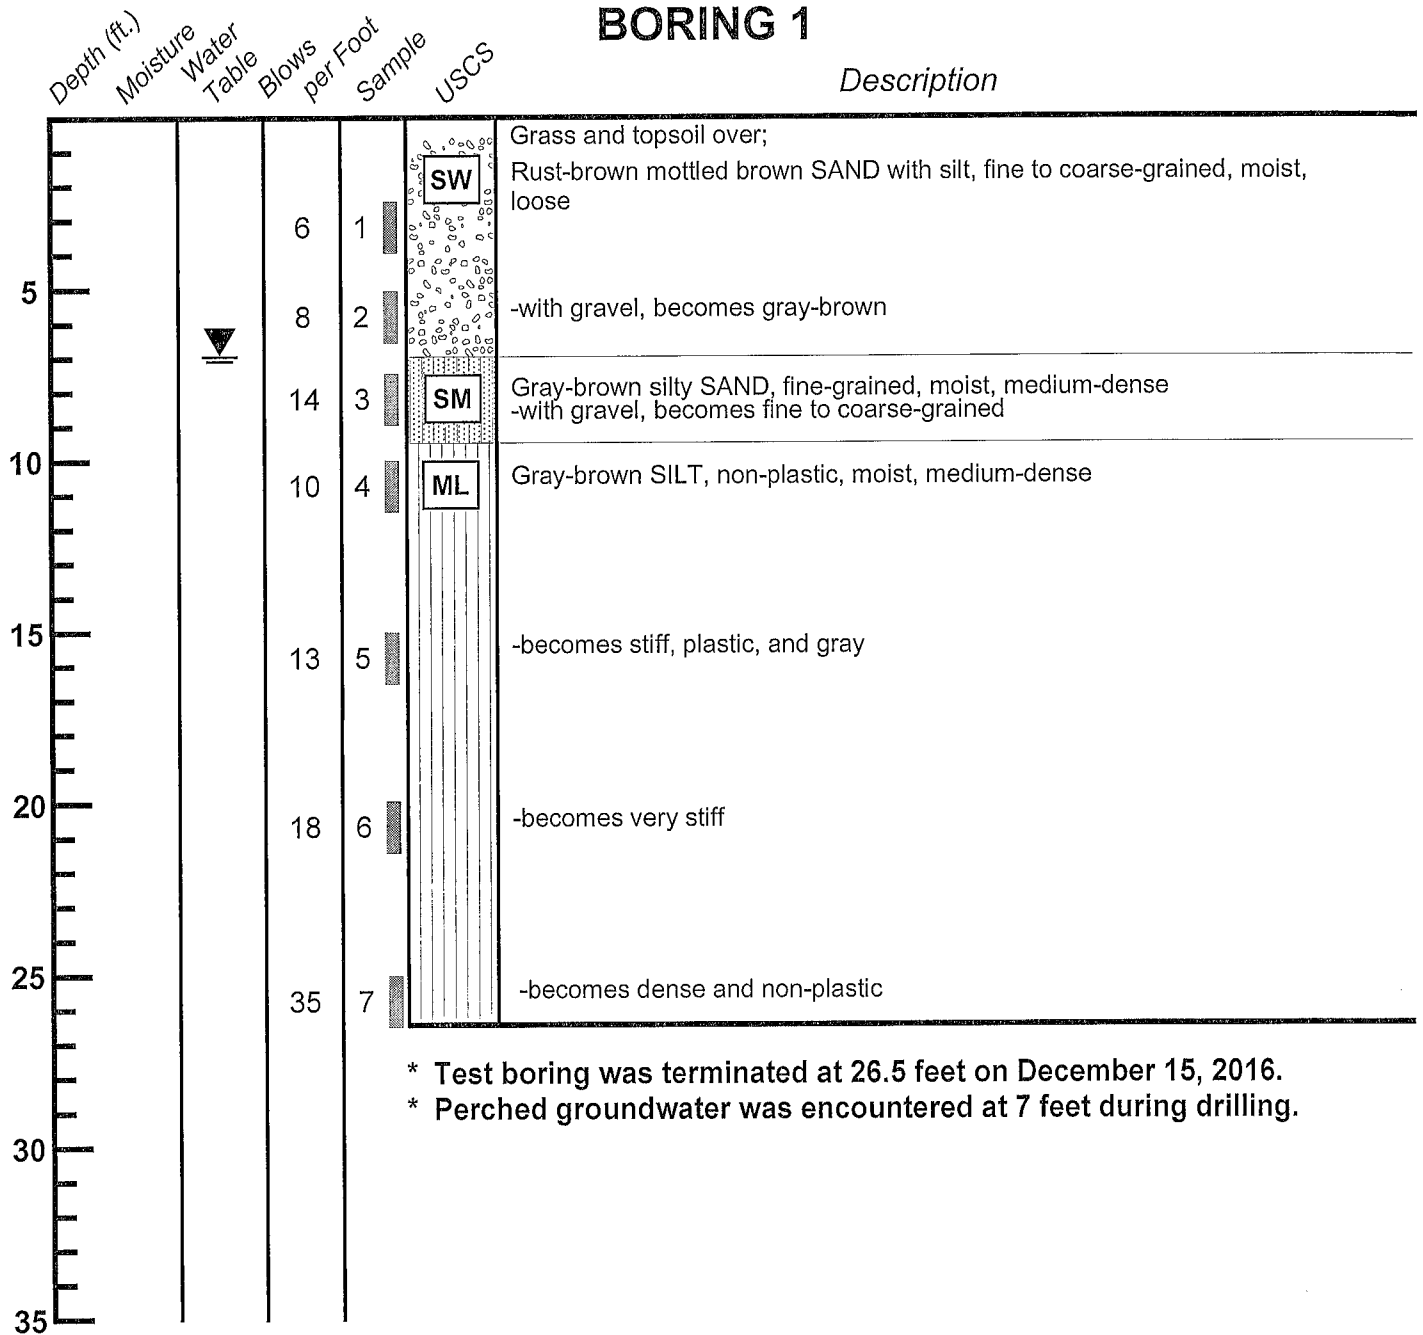 BORING 1
Depth (ft.)
Moisture
Water
Table
Blows
per Foot
Sample
USCS
Description
Grass and topsoil over;
SW
Rust-brown mottled brown SAND with silt, fine to coarse-grained, moist,
loose
6 1
5
8 2 -with gravel, becomes gray-brown
14 3 SM Gray-brown silty SAND, fine-grained, moist, medium-dense
-with gravel, becomes fine to coarse-grained
10
10 4 ML Gray-brown SILT, non-plastic, moist, medium-dense
15
13 5 -becomes stiff, plastic, and gray
20
18 6 -becomes very stiff
25
35 7 -becomes dense and non-plastic
* Test boring was terminated at 26.5 feet on December 15, 2016.
* Perched groundwater was encountered at 7 feet during drilling.
30
35